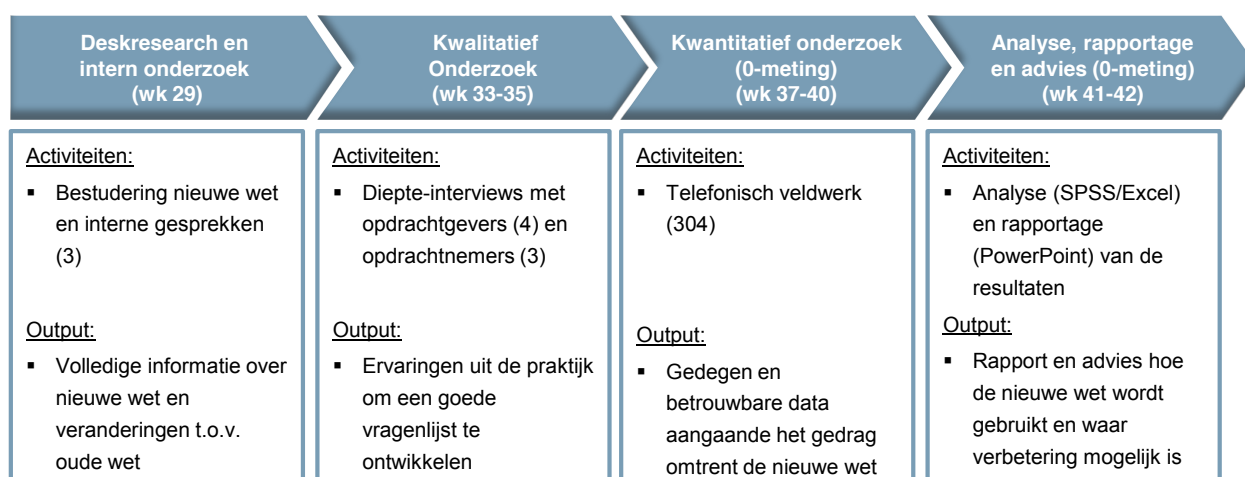 Deskresearch en
intern onderzoek
(wk 29)
Activiteiten:
▪ Bestudering nieuwe wet
en interne gesprekken
(3)
Output:
▪ Volledige informatie over
nieuwe wet en
veranderingen t.o.v.
oude wet
Kwalitatief
Onderzoek
(wk 33-35)
Activiteiten:
▪ Diepte-interviews met
opdrachtgevers (4) en
opdrachtnemers (3)
Output:
▪ Ervaringen uit de praktijk
om een goede
vragenlijst te
ontwikkelen
Kwantitatief onderzoek
(0-meting)
(wk 37-40)
Activiteiten:
▪ Telefonisch veldwerk
(304)
Output:
▪ Gedegen en
betrouwbare data
aangaande het gedrag
omtrent de nieuwe wet
Analyse, rapportage
en advies (0-meting)
(wk 41-42)
Activiteiten:
▪ Analyse (SPSS/Excel)
en rapportage
(PowerPoint) van de
resultaten
Output:
▪ Rapport en advies hoe
de nieuwe wet wordt
gebruikt en waar
verbetering mogelijk is